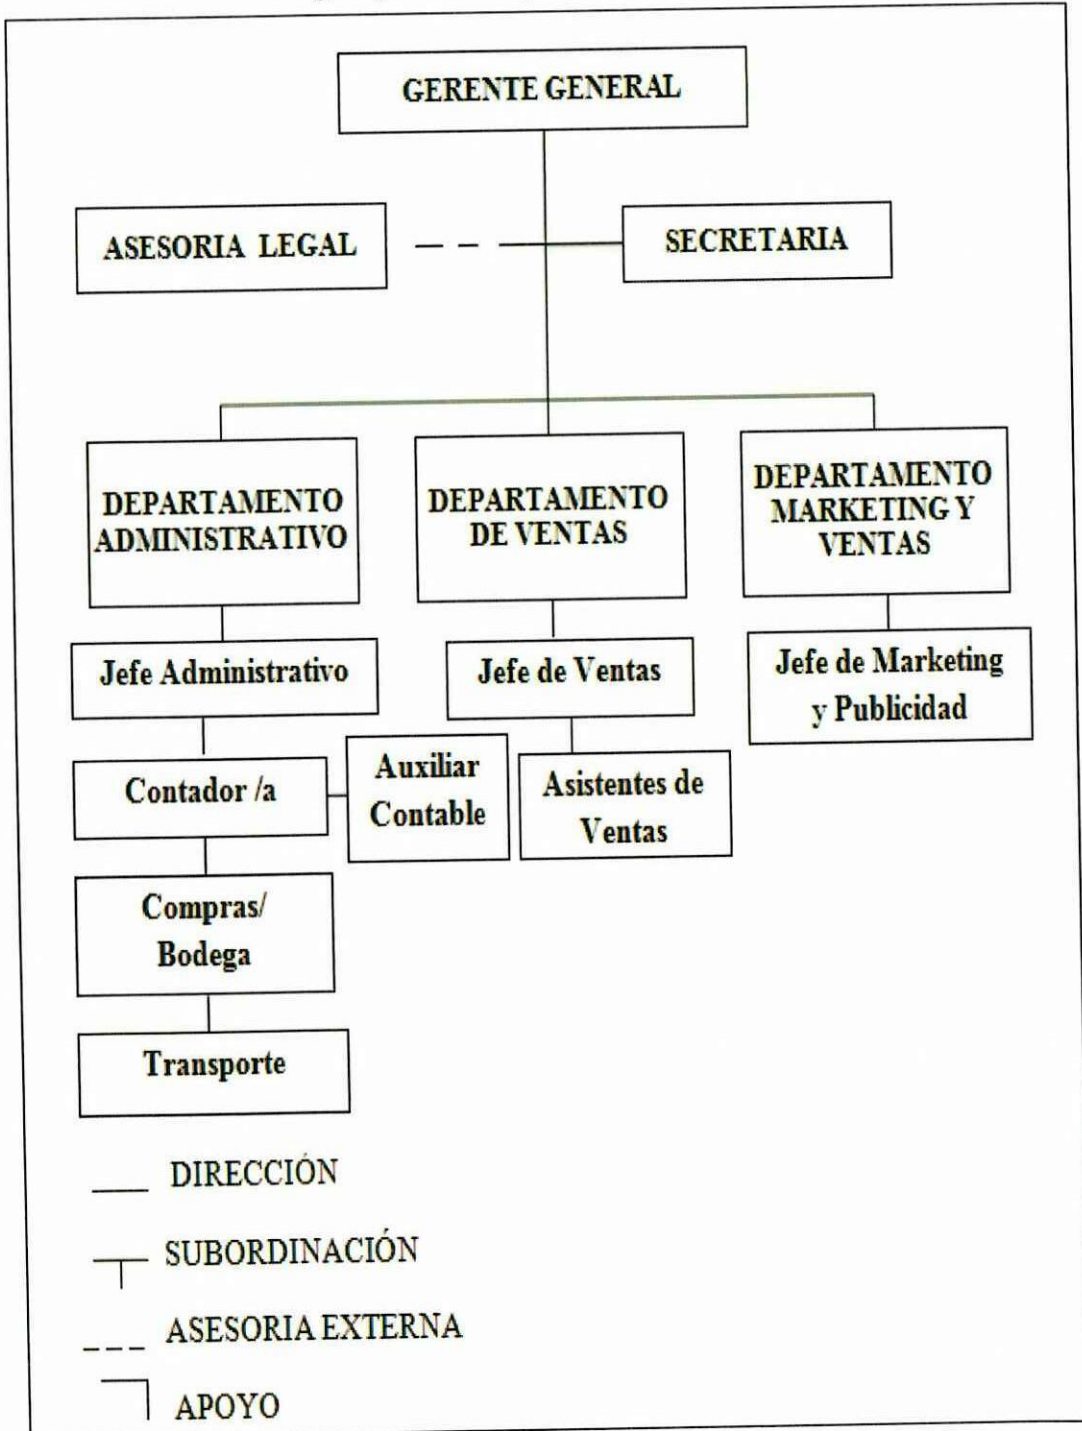 GERENTE GENERAL
ASESORIA LEGAL
SECRETARIA
DEPARTAMENTO
ADMINISTRATIVO
DEPARTAMENTO
DE VENTAS
DEPARTAMENTO
MARKETING Y
VENTAS
Jefe Administrativo
Jefe de Ventas
Jefe de Marketing
y Publicidad
Contador /a
Auxiliar
Contable
Asistentes de
Ventas
Compras/
Bodega
Transporte
DIRECCIÓN
SUBORDINACIÓN
ASESORIA EXTERNA
APOYO